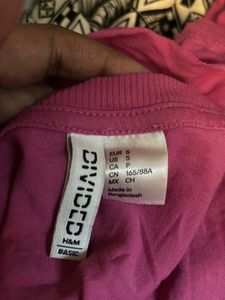 DIVIDED
H&M
BASIC
EUR S
US S
CA P
CN 165/88A
MX CH
Made in
Bangladesh